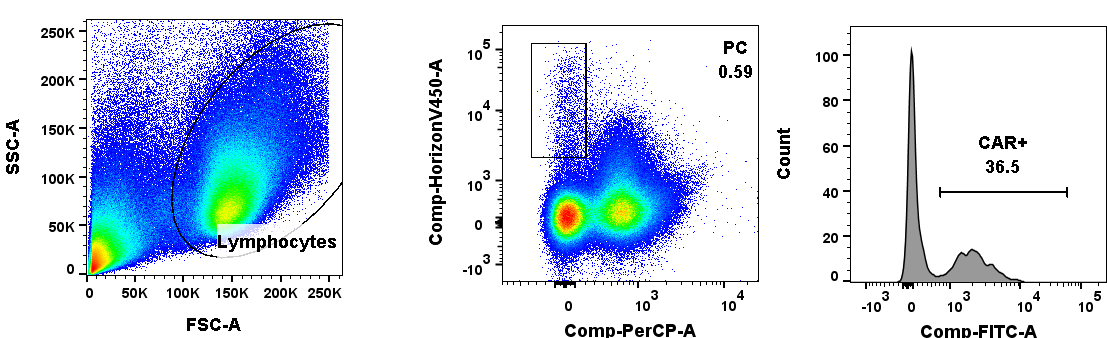 250K
200K
150K
100K
50K
0
SSC-A
Lymphocytes
0 50K 100K 150K 200K 250K
FSC-A
PC
0.59
10^5
10^4
10^3
0
-10^3
Comp-HorizonV450-A
0 10^3 10^4
Comp-PerCP-A
100
80
60
40
20
0
Count
CAR+
36.5
-10^3 0 10^3 10^4 10^5
Comp-FITC-A